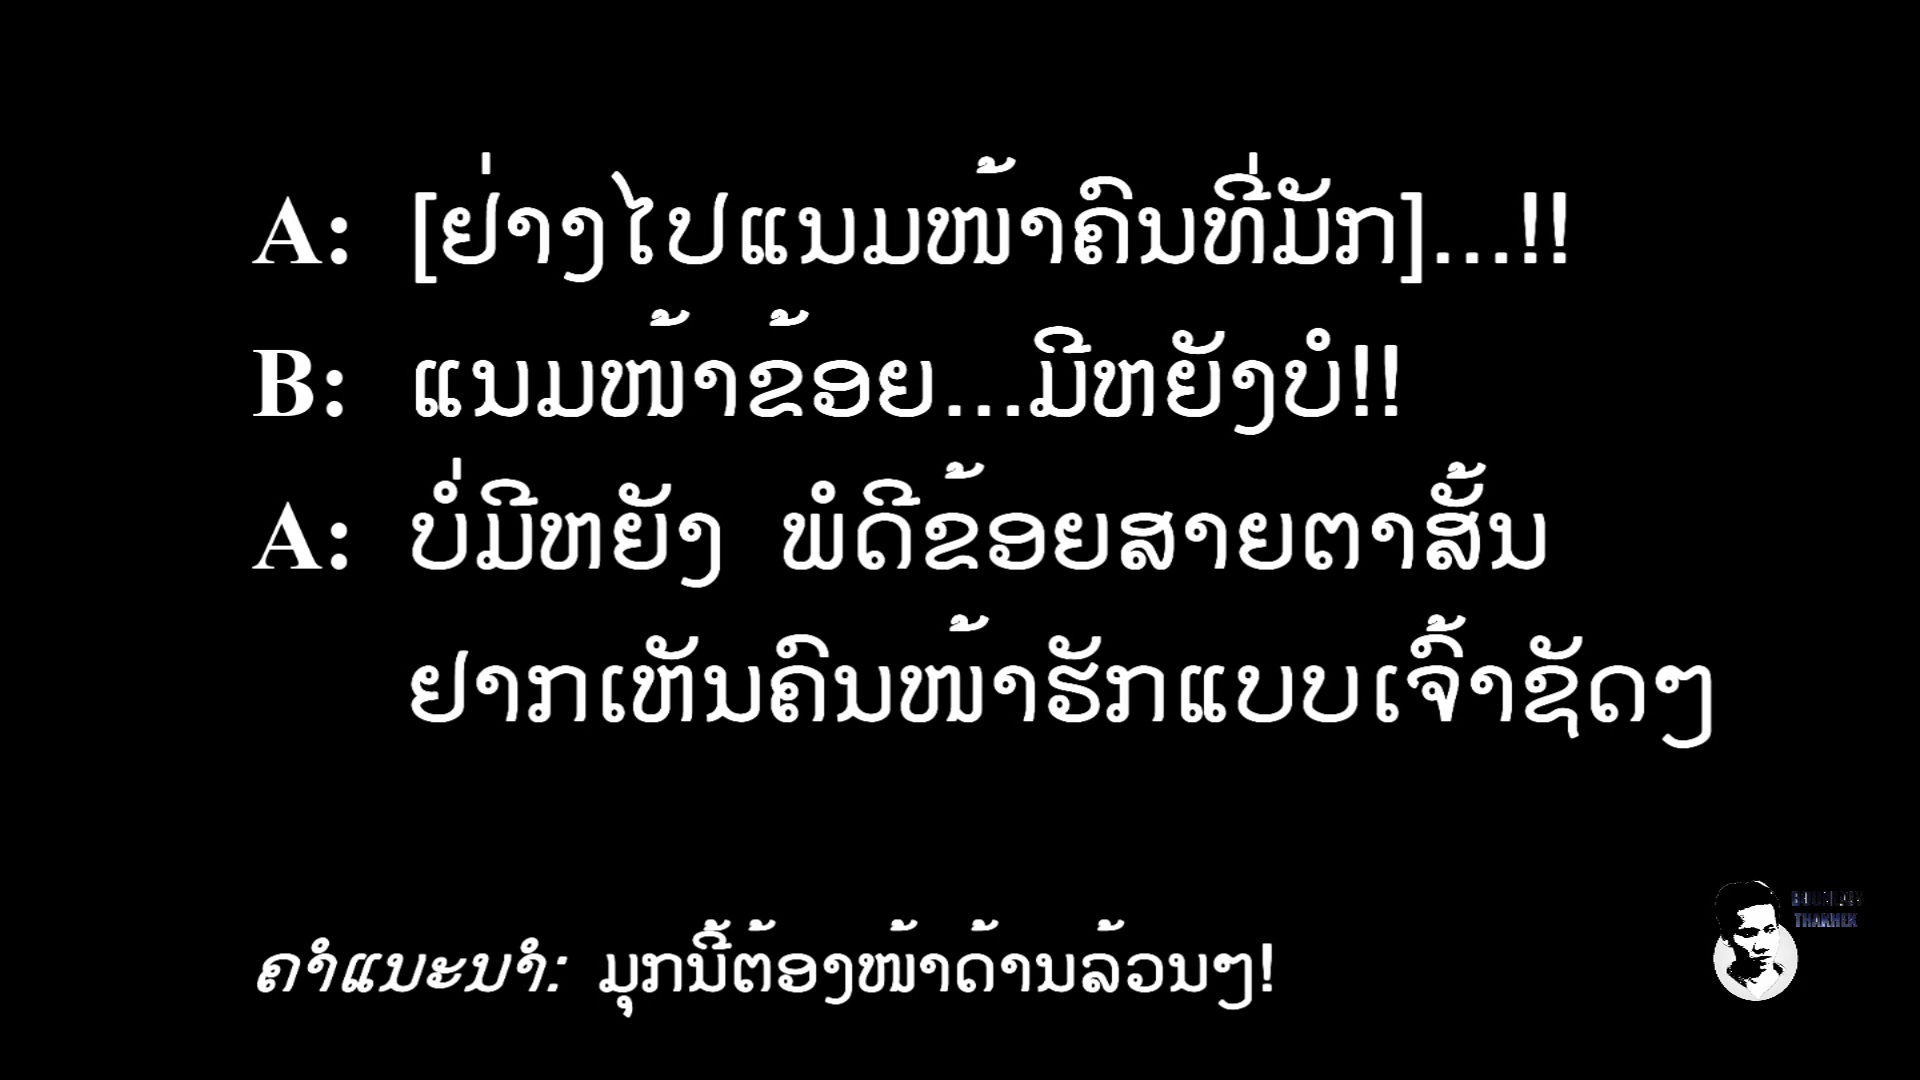 A: [ຢ່າງໄປແນມໜ້າຄົນທີ່ມັກ]...!!
B: ແນມໜ້າຂ້ອຍ...ມີຫຍັງບໍ!!
A: ບໍ່ມີຫຍັງ ພໍດີຂ້ອຍສາຍຕາສັ້ນ
ຢາກເຫັນຄົນໜ້າຮັກແບບເຈົ້າຊັດໆ
THAKHEK
ຄຳແນະນຳ: ມຸກນີ້ຕ້ອງໜ້າດ້ານລ້ວນໆ!